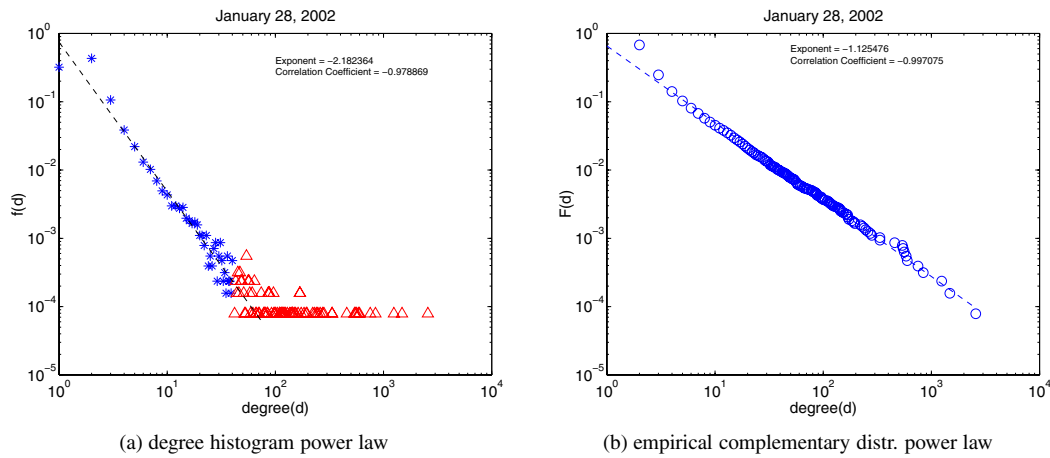 January 28, 2002
Exponent = −2.182364
Correlation Coefficient = −0.978869
10^0
10^−1
10^−2
10^−3
10^−4
10^−5
f(d)
10^0 10^1 10^2 10^3 10^4
degree(d)
(a) degree histogram power law
January 28, 2002
Exponent = −1.125476
Correlation Coefficient = −0.997075
10^0
10^−1
10^−2
10^−3
10^−4
10^−5
F(d)
10^0 10^1 10^2 10^3 10^4
degree(d)
(b) empirical complementary distr. power law